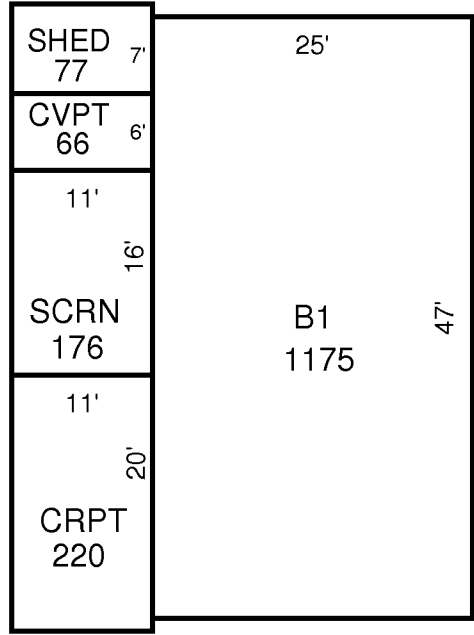 SHED
77
7'
25'
CVPT
66
6'
11'
16'
SCRN
176
B1
1175
47'
11'
20'
CRPT
220